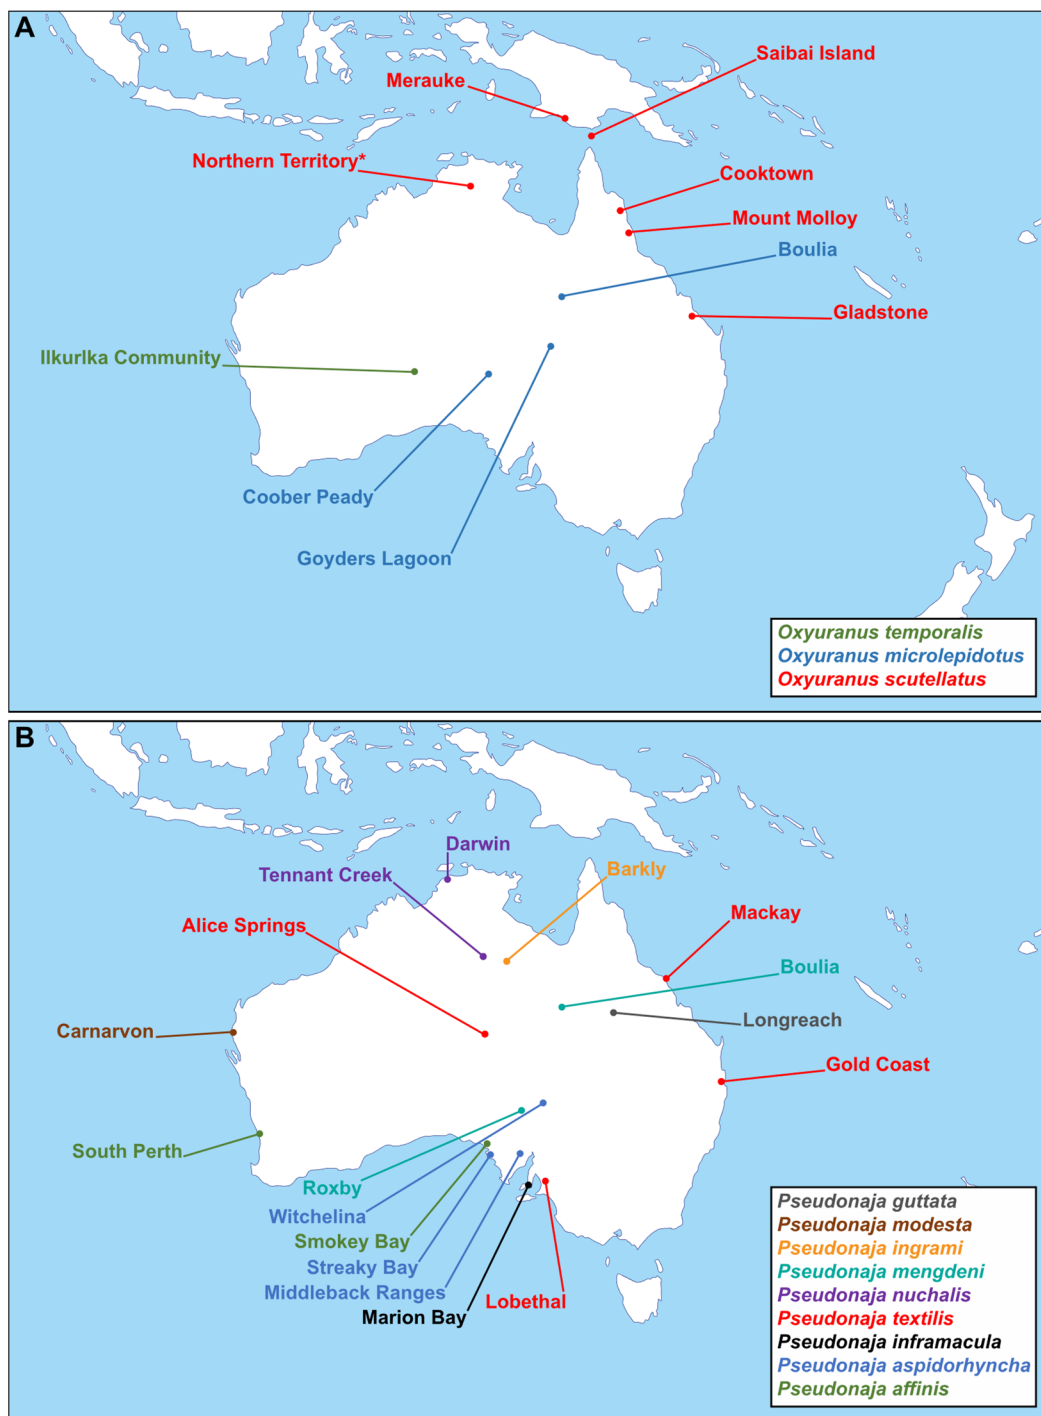 A
Saibai Island
Merauke
Northern Territory*
Cooktown
Mount Molloy
Boulia
Gladstone
Ilkurlka Community
Coober Peady
Goyders Lagoon
Oxyuranus temporalis
Oxyuranus microlepidotus
Oxyuranus scutellatus
B
Darwin
Tennant Creek
Barkly
Alice Springs
Mackay
Boulia
Carnarvon
Longreach
Gold Coast
South Perth
Roxby
Witchelina
Smokey Bay
Streaky Bay
Middleback Ranges
Lobethal
Marion Bay
Pseudonaja guttata
Pseudonaja modesta
Pseudonaja ingrami
Pseudonaja mengdeni
Pseudonaja nuchalis
Pseudonaja textilis
Pseudonaja inframacula
Pseudonaja aspidorhyncha
Pseudonaja affinis